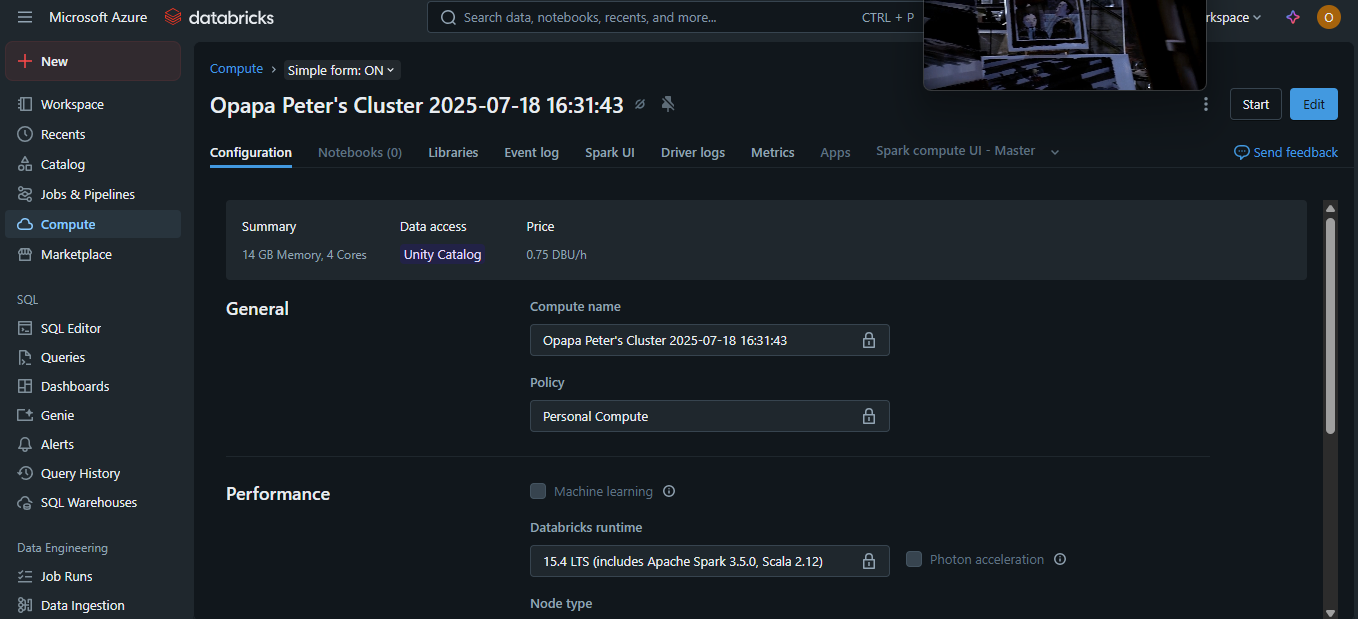 Microsoft Azure databricks Search data, notebooks, recents, and more... CTRL + P rkspace O
New
Workspace
Recents
Catalog
Jobs & Pipelines
Compute
Marketplace
SQL
SQL Editor
Queries
Dashboards
Genie
Alerts
Query History
SQL Warehouses
Data Engineering
Job Runs
Data Ingestion
Compute › Simple form: ON
Opapa Peter's Cluster 2025-07-18 16:31:43
Start Edit
Configuration Notebooks (0) Libraries Event log Spark UI Driver logs Metrics Apps Spark compute UI - Master Send feedback
Summary Data access Price
14 GB Memory, 4 Cores Unity Catalog 0.75 DBU/h
General
Compute name
Opapa Peter's Cluster 2025-07-18 16:31:43
Policy
Personal Compute
Performance
Machine learning
Databricks runtime
15.4 LTS (includes Apache Spark 3.5.0, Scala 2.12) Photon acceleration
Node type